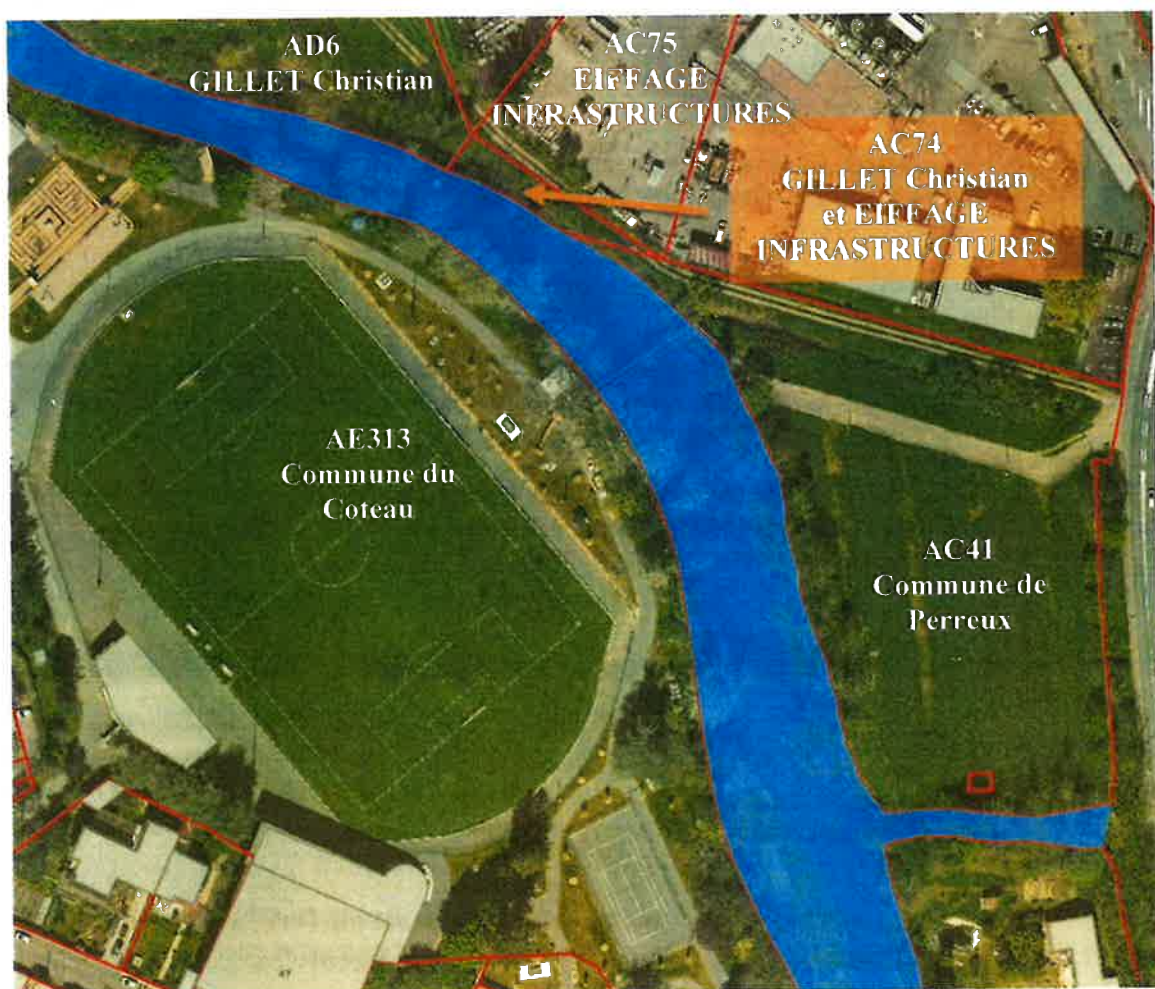 AD6
GILLET Christian
AC75
EIFFAGE
INFRASTRUCTURES
AC74
GILLET Christian
et EIFFAGE
INFRASTRUCTURES
AE313
Commune du
Coteau
AC41
Commune de
Perreux